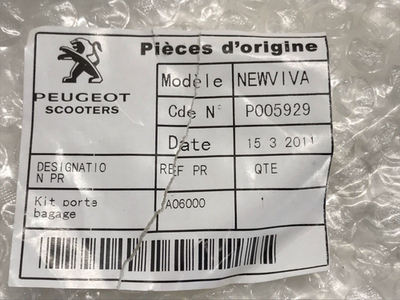 Pièces d'origine
PEUGEOT
SCOOTERS
Modèle NEWVIVA
Cde N° P005929
Date 15 3 2011
DESIGNATIO
N PR
REF PR
QTE
Kit porte
bagage
A06000